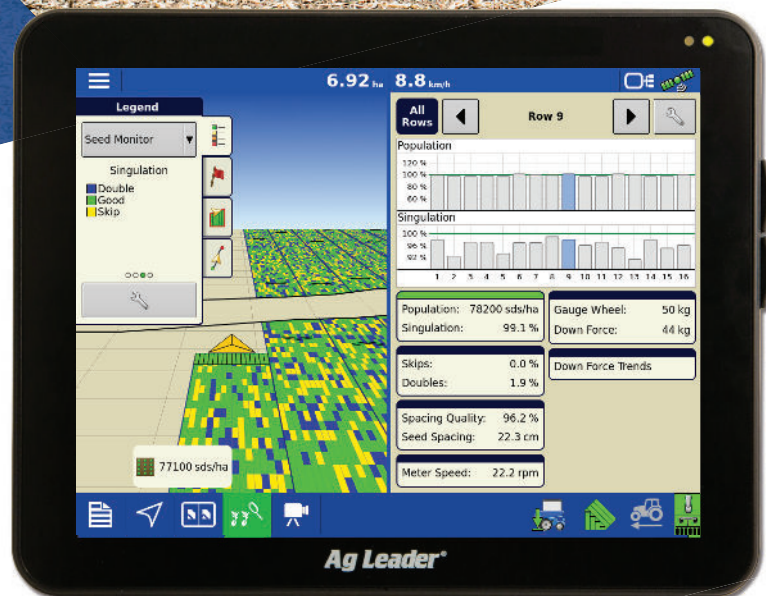 6.92 ha 8.8 km/h
Legend
Seed Monitor
Singulation
Double
Good
Skip
77100 sds/ha
All
Rows
Row 9
Population
120 %
100 %
80 %
60 %
Singulation
100 %
96 %
92 %
1 2 3 4 5 6 7 8 9 10 11 12 13 14 15 16
Population: 78200 sds/ha
Singulation: 99.1 %
Gauge Wheel: 50 kg
Down Force: 44 kg
Skips: 0.0 %
Doubles: 1.9 %
Down Force Trends
Spacing Quality: 96.2 %
Seed Spacing: 22.3 cm
Meter Speed: 22.2 rpm
Ag Leader®